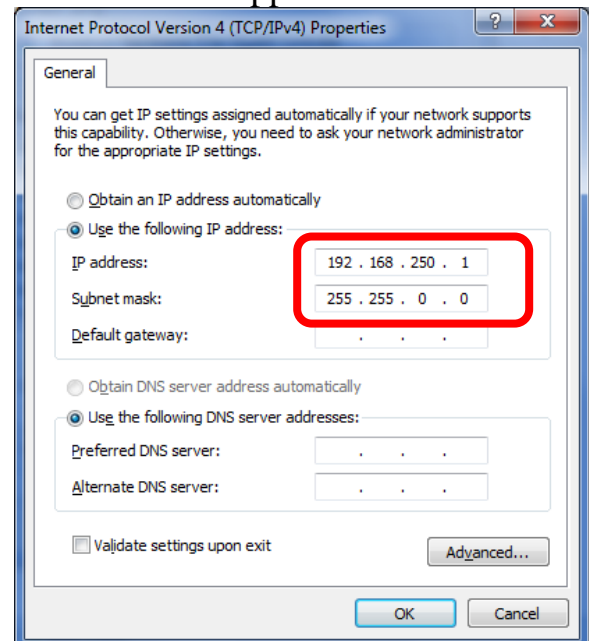 Internet Protocol Version 4 (TCP/IPv4) Properties
General
You can get IP settings assigned automatically if your network supports
this capability. Otherwise, you need to ask your network administrator
for the appropriate IP settings.
Obtain an IP address automatically
Use the following IP address:
IP address: 192 . 168 . 250 . 1
Subnet mask: 255 . 255 . 0 . 0
Default gateway: . . .
Obtain DNS server address automatically
Use the following DNS server addresses:
Preferred DNS server: . . .
Alternate DNS server: . . .
Validate settings upon exit
Advanced...
OK Cancel